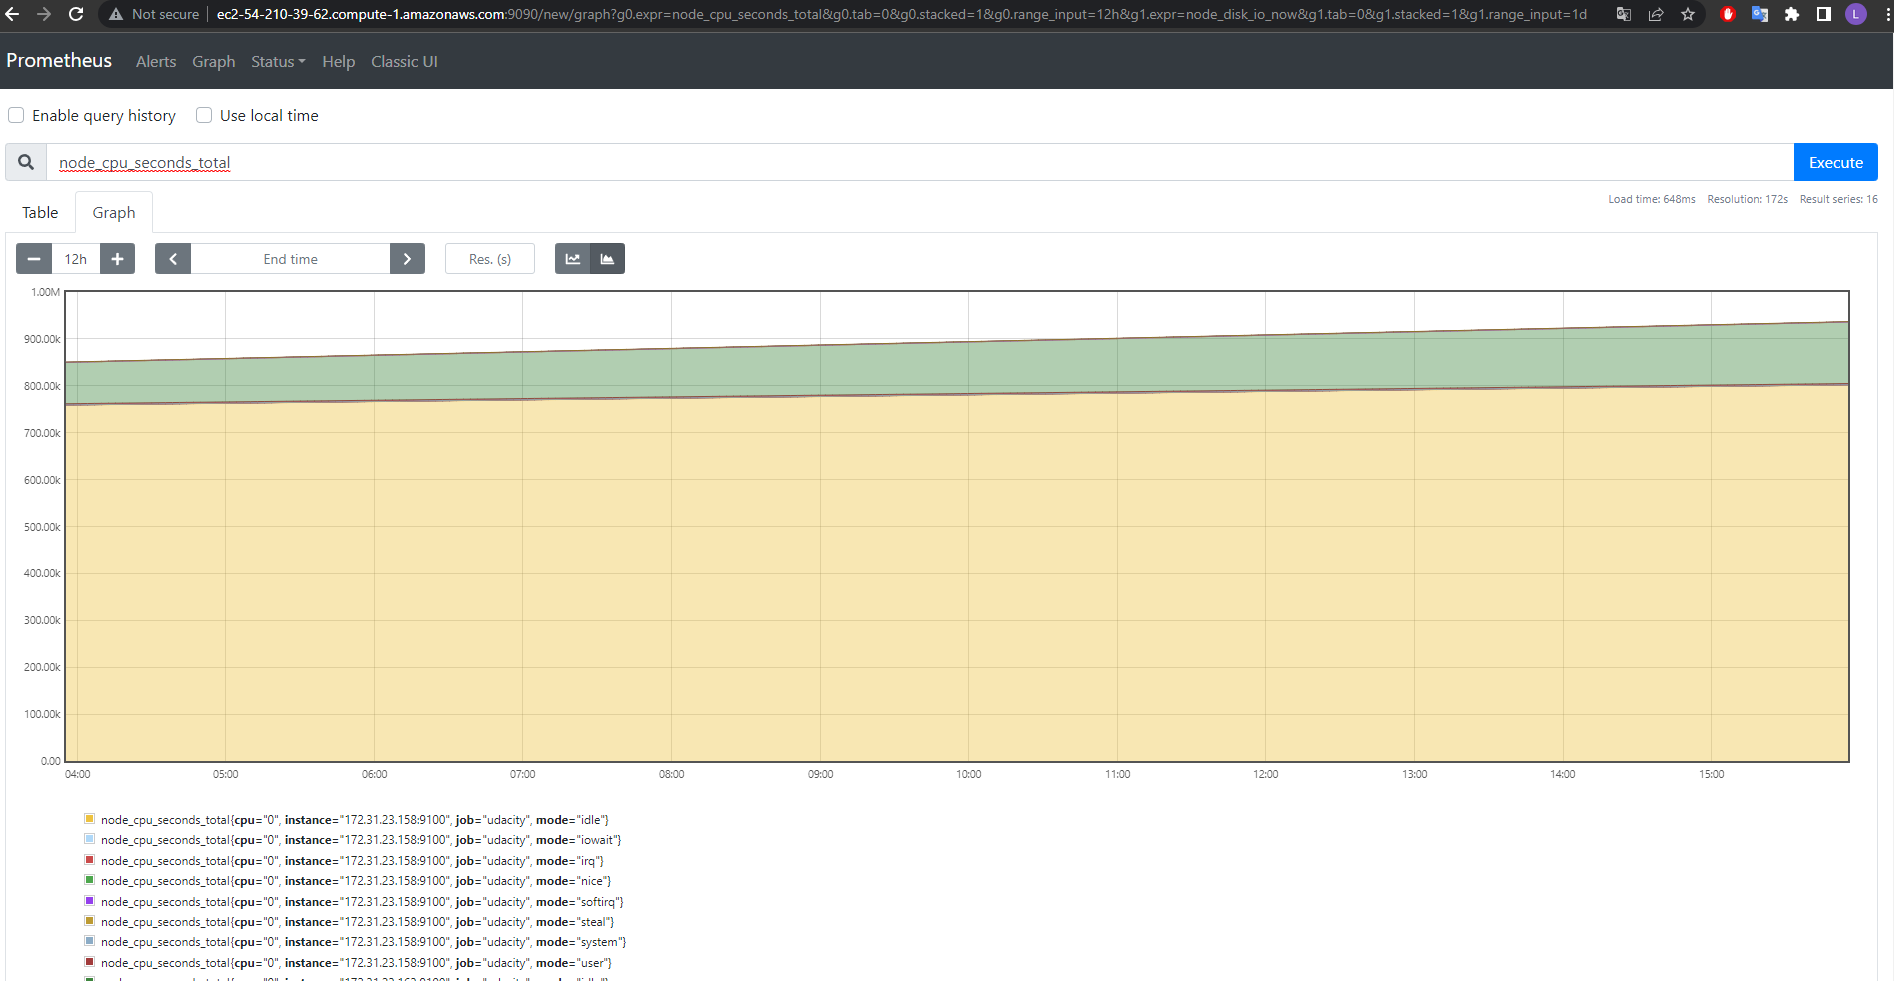 Not secure
ec2-54-210-39-62.compute-1.amazonaws.com:9090/new/graph?g0.expr=node_cpu_seconds_total&g0.tab=0&g0.stacked=1&g0.range_input=12h&g1.expr=node_disk_io_now&g1.tab=0&g1.stacked=1&g1.range_input=1d
L
Prometheus Alerts Graph Status Help Classic UI
Enable query history Use local time
node_cpu_seconds_total Execute
Load time: 648ms Resolution: 172s Result series: 16
Table Graph
12h End time Res. (s)
1.00M
900.00k
800.00k
700.00k
600.00k
500.00k
400.00k
300.00k
200.00k
100.00k
0.00
04:00 05:00 06:00 07:00 08:00 09:00 10:00 11:00 12:00 13:00 14:00 15:00
node_cpu_seconds_total{cpu="0", instance="172.31.23.158:9100", job="udacity", mode="idle"}
node_cpu_seconds_total{cpu="0", instance="172.31.23.158:9100", job="udacity", mode="iowait"}
node_cpu_seconds_total{cpu="0", instance="172.31.23.158:9100", job="udacity", mode="irq"}
node_cpu_seconds_total{cpu="0", instance="172.31.23.158:9100", job="udacity", mode="nice"}
node_cpu_seconds_total{cpu="0", instance="172.31.23.158:9100", job="udacity", mode="softirq"}
node_cpu_seconds_total{cpu="0", instance="172.31.23.158:9100", job="udacity", mode="steal"}
node_cpu_seconds_total{cpu="0", instance="172.31.23.158:9100", job="udacity", mode="system"}
node_cpu_seconds_total{cpu="0", instance="172.31.23.158:9100", job="udacity", mode="user"}